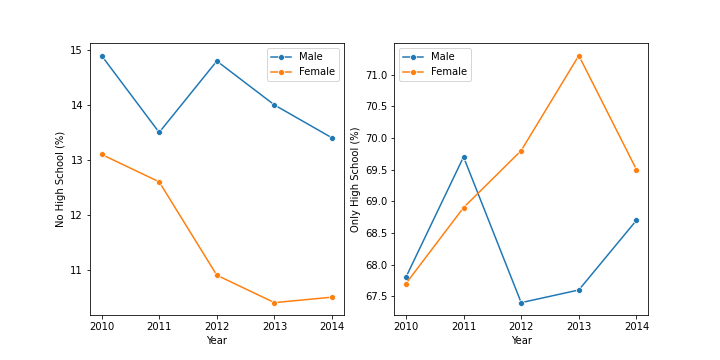 No High School (%)
15
14
13
12
11
Male
Female
2010 2011 2012 2013 2014
Year
Only High School (%)
71.0
70.5
70.0
69.5
69.0
68.5
68.0
67.5
Male
Female
2010 2011 2012 2013 2014
Year